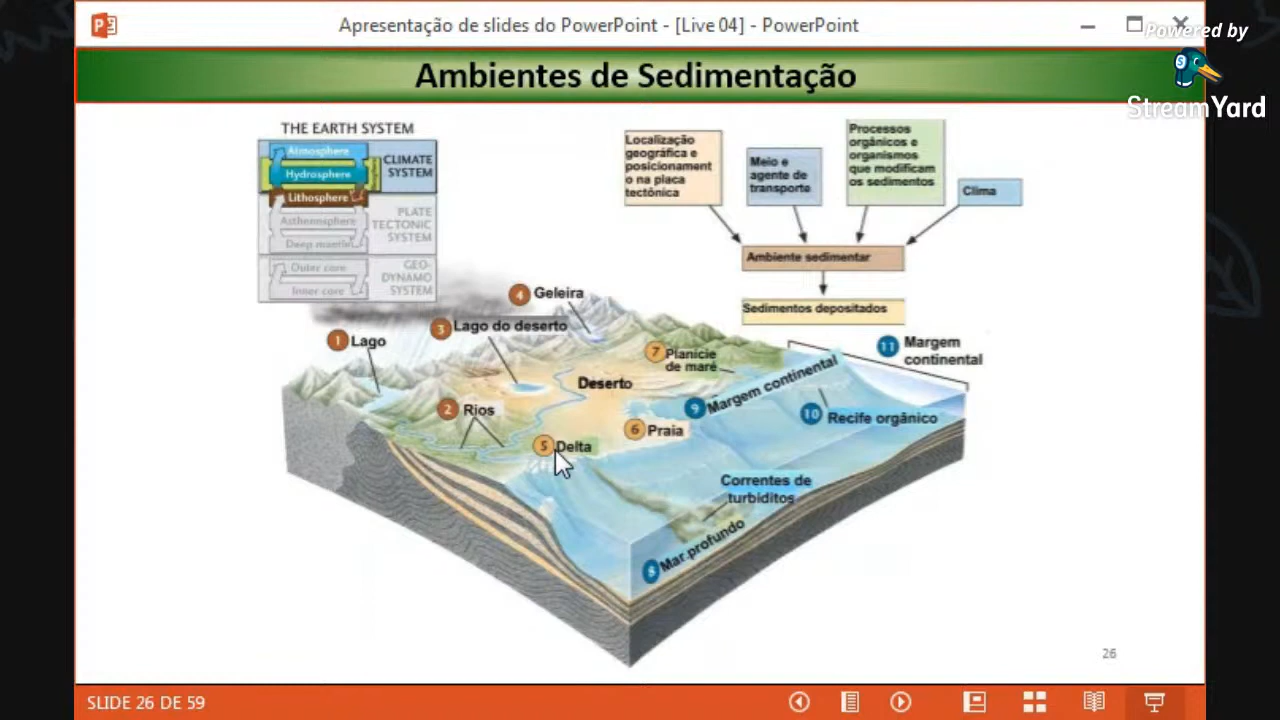 Apresentação de slides do PowerPoint - [Live 04] - PowerPoint
Powered by
StreamYard
Ambientes de Sedimentação
THE EARTH SYSTEM
Atmosphere
Hydrosphere
Lithosphere
CLIMATE
SYSTEM
Asthenosphere
Deep mantle
PLATE
TECTONIC
SYSTEM
Outer core
Inner core
GEO-
DYNAMO
SYSTEM
Localização
geográfica e
posicionament
o na placa
tectônica
Meio e
agente de
transporte
Processos
orgânicos e
organismos
que modificam
os sedimentos
Clima
Ambiente sedimentar
Sedimentos depositados
4 Geleira
3 Lago do deserto
1 Lago
7 Planície
de maré
11 Margem
continental
Deserto
9 Margem continental
2 Rios
10 Recife orgânico
6 Praia
5 Delta
Correntes de
turbiditos
8 Mar profundo
26
SLIDE 26 DE 59